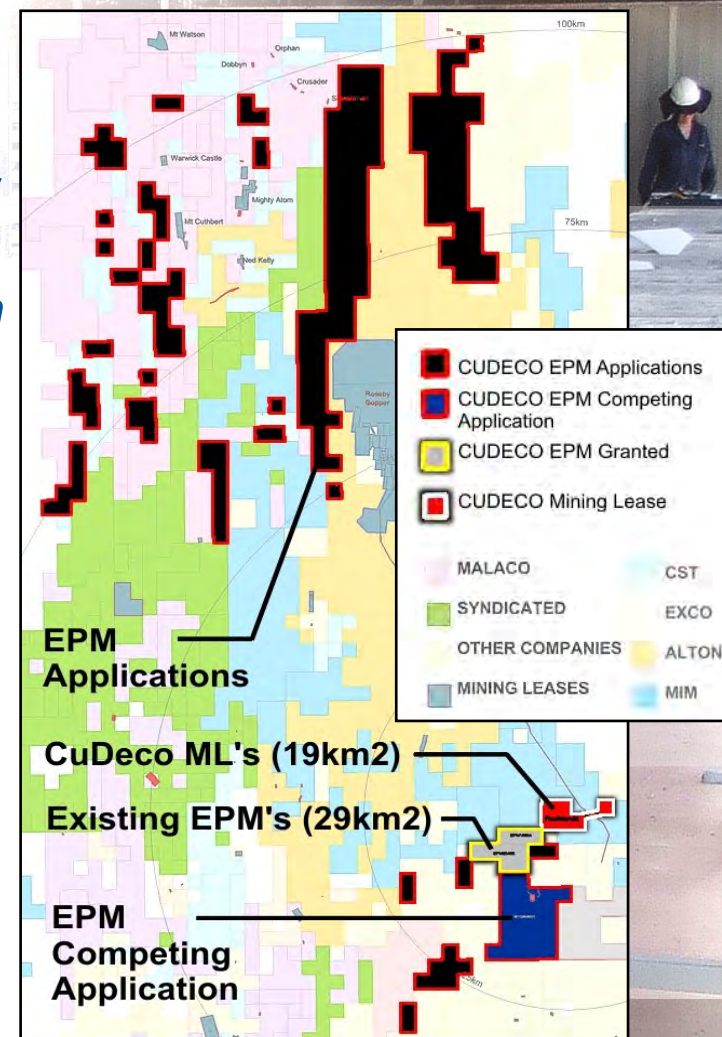 100km
Mt Watson
Orphan
Dobbyn
Crusader
Warwick Castle
Mighty Atom
Mt Cuthbert
75km
Ned Kelly
Roseby
Copper
CUDECO EPM Applications
CUDECO EPM Competing
Application
CUDECO EPM Granted
CUDECO Mining Lease
MALACO
CST
SYNDICATED
EXCO
OTHER COMPANIES
ALTON
MINING LEASES
MIM
EPM
Applications
CuDeco ML's (19km2)
Existing EPM's (29km2)
EPM
Competing
Application
25km